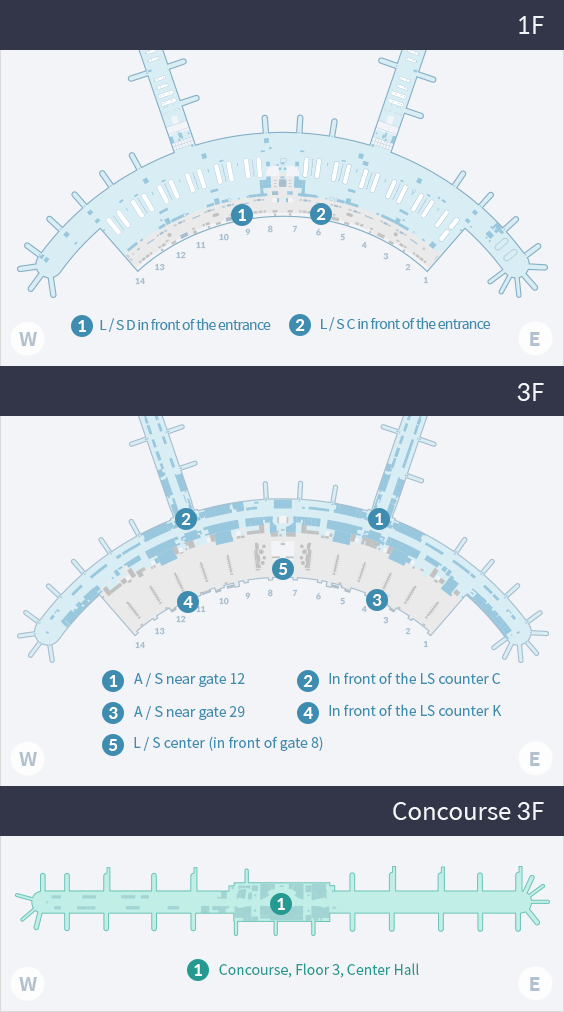 1F
1
2
14
13
12
11
10
9
8
7
6
5
4
3
2
1
1 L / S D in front of the entrance
2 L / S C in front of the entrance
W
E
3F
2
1
5
4
3
14
13
12
11
10
9
8
7
6
5
4
3
2
1
1 A / S near gate 12
2 In front of the LS counter C
3 A / S near gate 29
4 In front of the LS counter K
5 L / S center (in front of gate 8)
W
E
Concourse 3F
1
1 Concourse, Floor 3, Center Hall
W
E